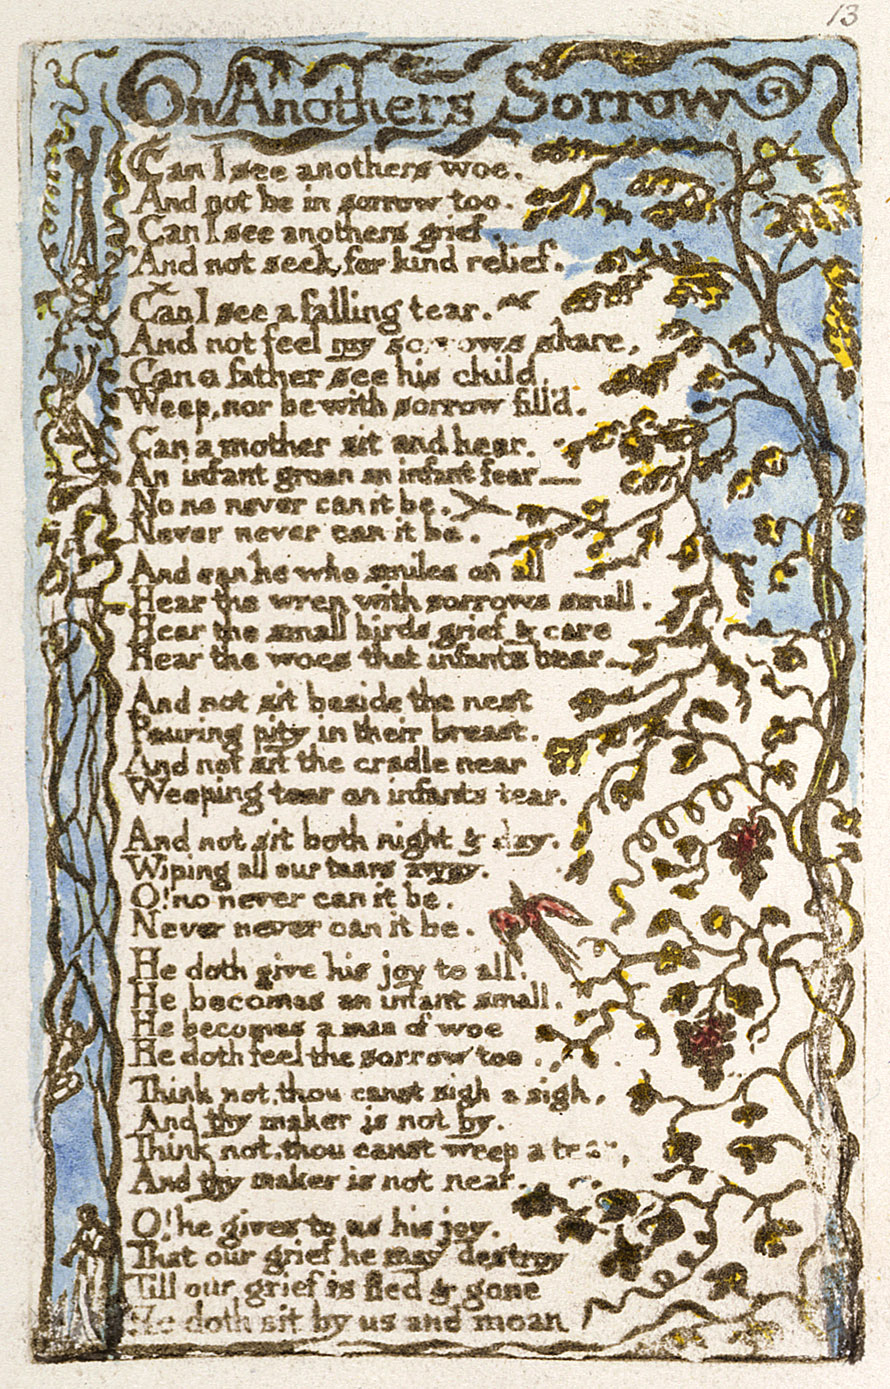 13
On Anothers Sorrow
Can I see anothers woe.
And not be in sorrow too.
Can I see anothers grief
And not seek for kind relief.
Can I see a falling tear.
And not feel my sorrows share,
Can a father see his child,
Weep, nor be with sorrow fill'd.
Can a mother sit and hear.
An infant groan an infant fear
No no never can it be.
Never never can it be.
And can he who smiles on all
Hear the wren with sorrows small.
Hear the small birds grief & care
Hear the woes that infants bear
And not sit beside the nest
Pouring pity in their breast.
And not sit the cradle near
Weeping tear on infants tear.
And not sit both night & day.
Wiping all our tears away.
O! no never can it be.
Never never can it be.
He doth give his joy to all.
He becomes an infant small.
He becomes a man of woe
He doth feel the sorrow too.
Think not, thou canst sigh a sigh,
And thy maker is not by.
Think not, thou canst weep a tear,
And thy maker is not near.
O! he gives to us his joy.
That our grief he may destroy
Till our grief is fled & gone
He doth sit by us and moan